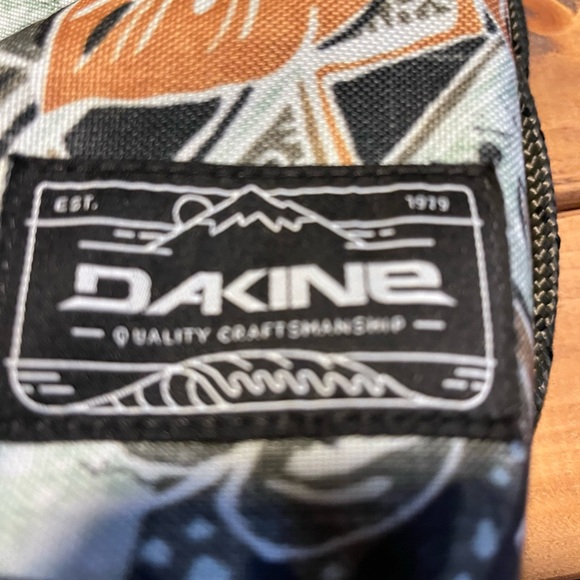 EST. 1979
DAKINE
QUALITY CRAFTSMANSHIP